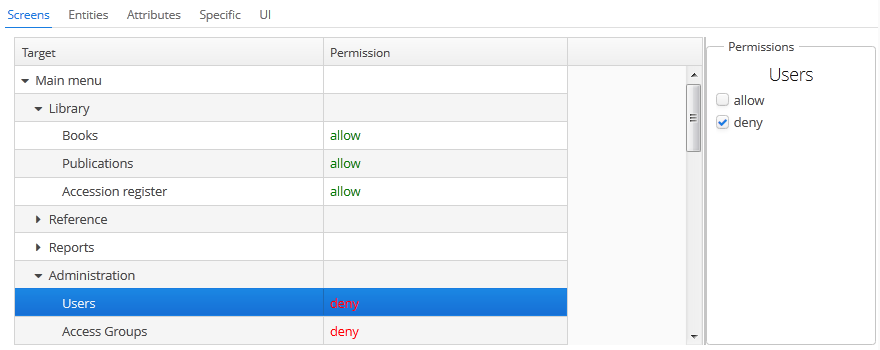 Screens Entities Attributes Specific UI
Target Permission
Main menu
Library
Books allow
Publications allow
Accession register allow
Reference
Reports
Administration
Users deny
Access Groups deny
Permissions
Users
allow
deny